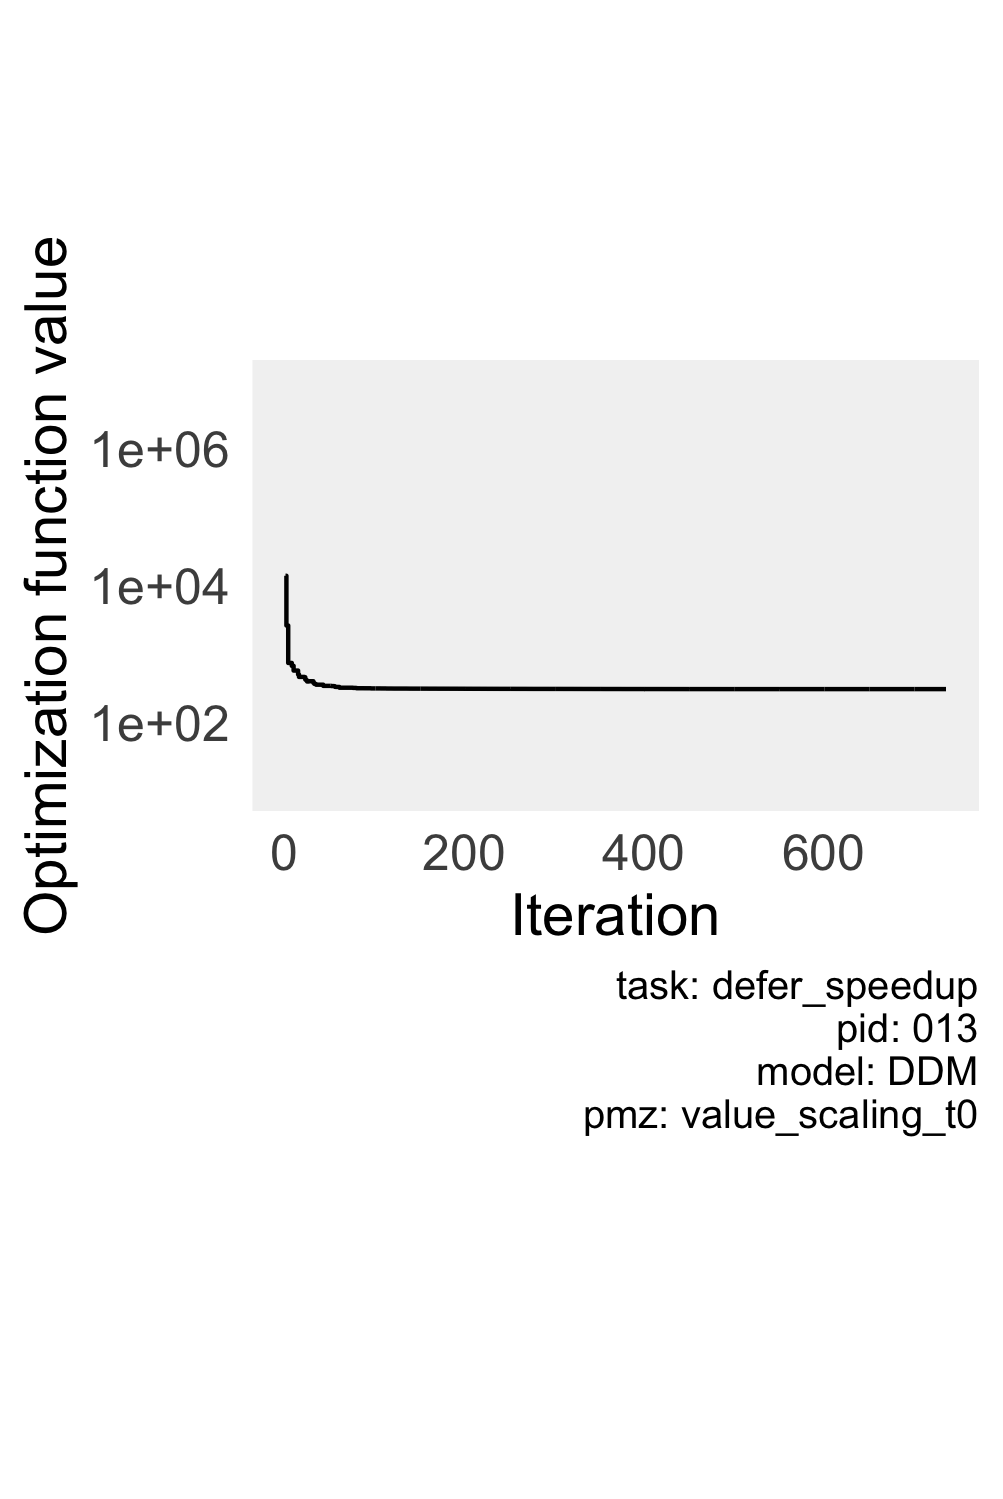 Optimization function value
1e+06
1e+04
1e+02
0 200 400 600
Iteration
task: defer_speedup
pid: 013
model: DDM
pmz: value_scaling_t0